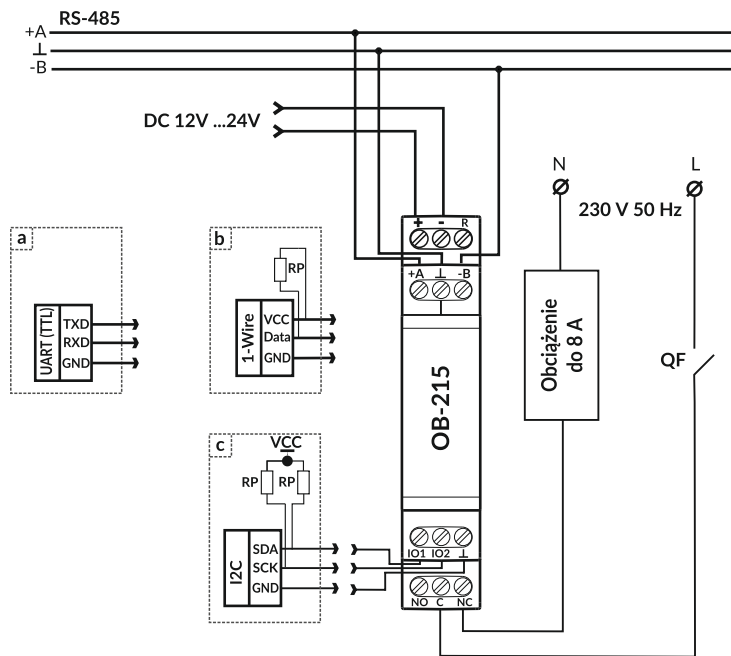 RS-485
+A
⊥
-B
DC 12V ...24V
N
L
230 V 50 Hz
+ - R
+A ⊥ -B
a
UART (TTL)
TXD
RXD
GND
b
RP
1-Wire
VCC
Data
GND
OB-215
Obciążenie
do 8 A
QF
c
VCC
RP RP
I2C
SDA
SCK
GND
IO1 IO2 ⊥
NO C NC